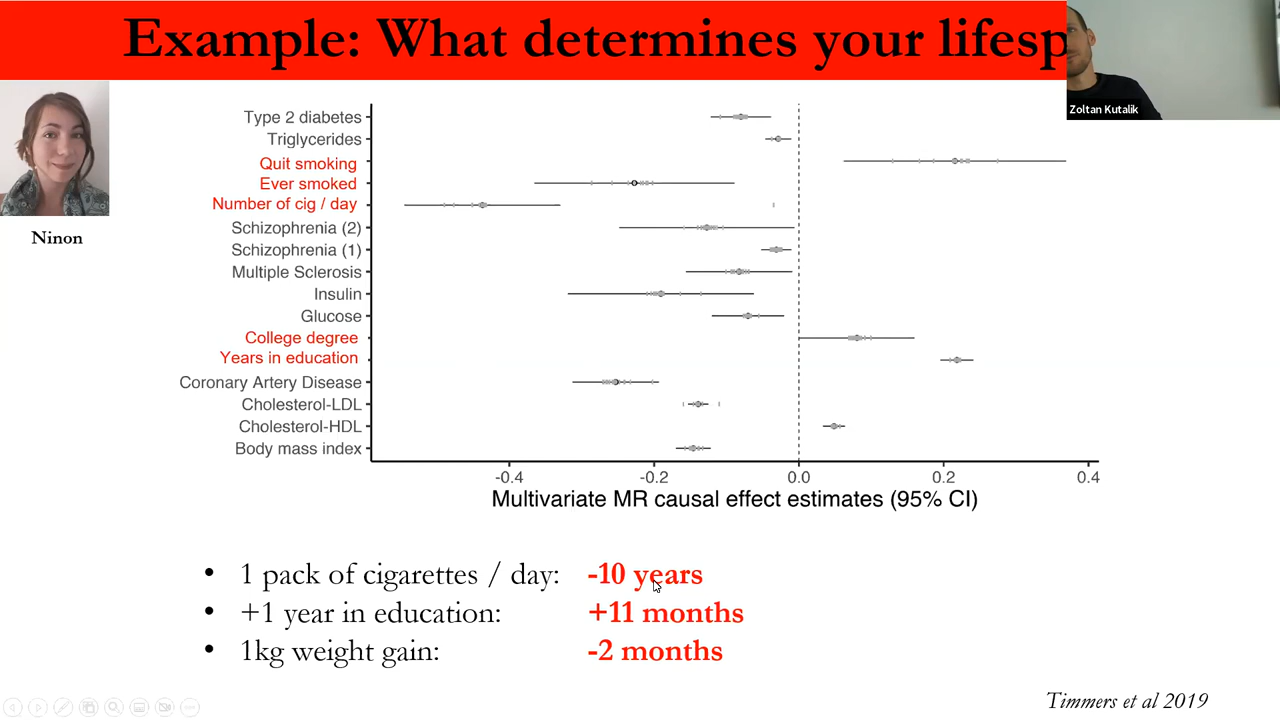 Example: What determines your lifesp
Zoltan Kutalik
Ninon
Type 2 diabetes
Triglycerides
Quit smoking
Ever smoked
Number of cig / day
Schizophrenia (2)
Schizophrenia (1)
Multiple Sclerosis
Insulin
Glucose
College degree
Years in education
Coronary Artery Disease
Cholesterol-LDL
Cholesterol-HDL
Body mass index
-0.4 -0.2 0.0 0.2 0.4
Multivariate MR causal effect estimates (95% CI)
• 1 pack of cigarettes / day: -10 years
• +1 year in education: +11 months
• 1kg weight gain: -2 months
Timmers et al 2019